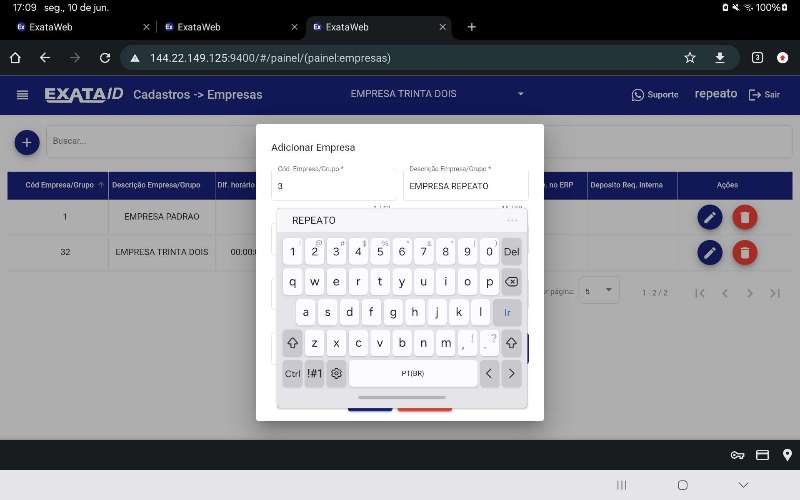 17:09 seg., 10 de jun. 100%
ExataWeb ExataWeb ExataWeb
144.22.149.125:9400/#/painel/(painel:empresas) 3
EXATAID Cadastros -> Empresas EMPRESA TRINTA DOIS Suporte repeato Sair
Buscar...
Adicionar Empresa
Cód. Empresa/Grupo * Descrição Empresa/Grupo *
3 EMPRESA REPEATO
Cód Empresa/Grupo Descrição Empresa/Grupo Dif. horário no ERP Deposito Req. Interna Ações
1 EMPRESA PADRAO
32 EMPRESA TRINTA DOIS 00:00:
página: 5 1 - 2 / 2
REPEATO
1 2 3 4 5 6 7 8 9 0 Del
q w e r t y u i o p
a s d f g h j k l Ir
z x c v b n m , ! . ?
Ctrl !#1 PT(BR)